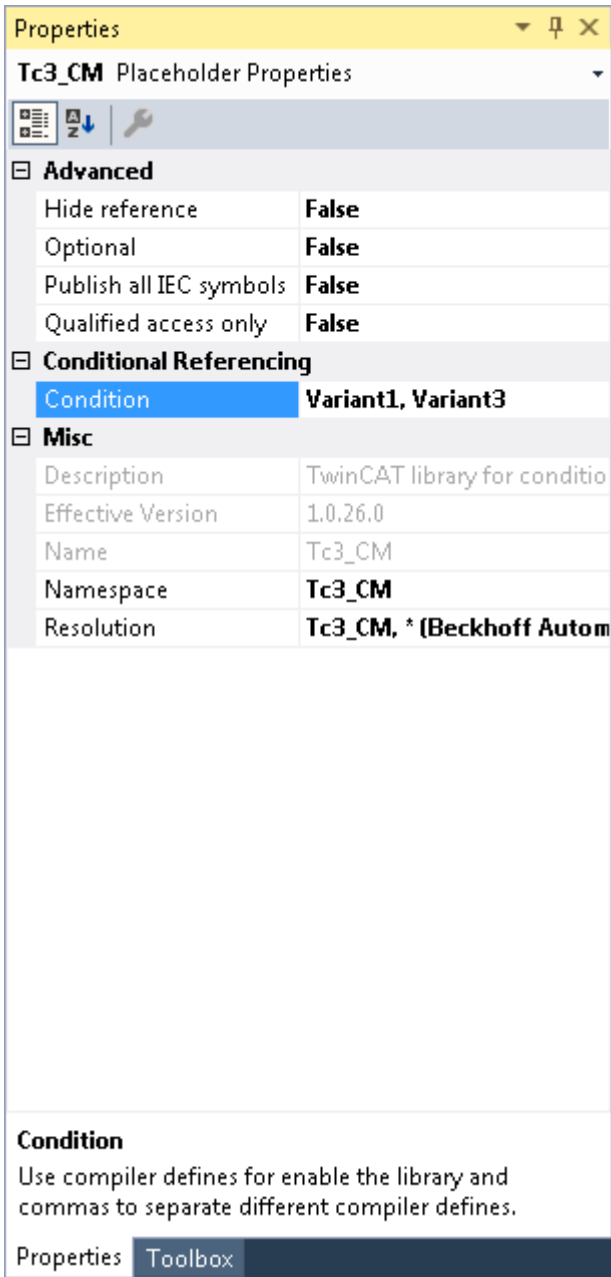 Properties
Tc3_CM Placeholder Properties
Advanced
Hide reference False
Optional False
Publish all IEC symbols False
Qualified access only False
Conditional Referencing
Condition Variant1, Variant3
Misc
Description TwinCAT library for conditio
Effective Version 1.0.26.0
Name Tc3_CM
Namespace Tc3_CM
Resolution Tc3_CM, * (Beckhoff Autom
Condition
Use compiler defines for enable the library and
commas to separate different compiler defines.
Properties Toolbox